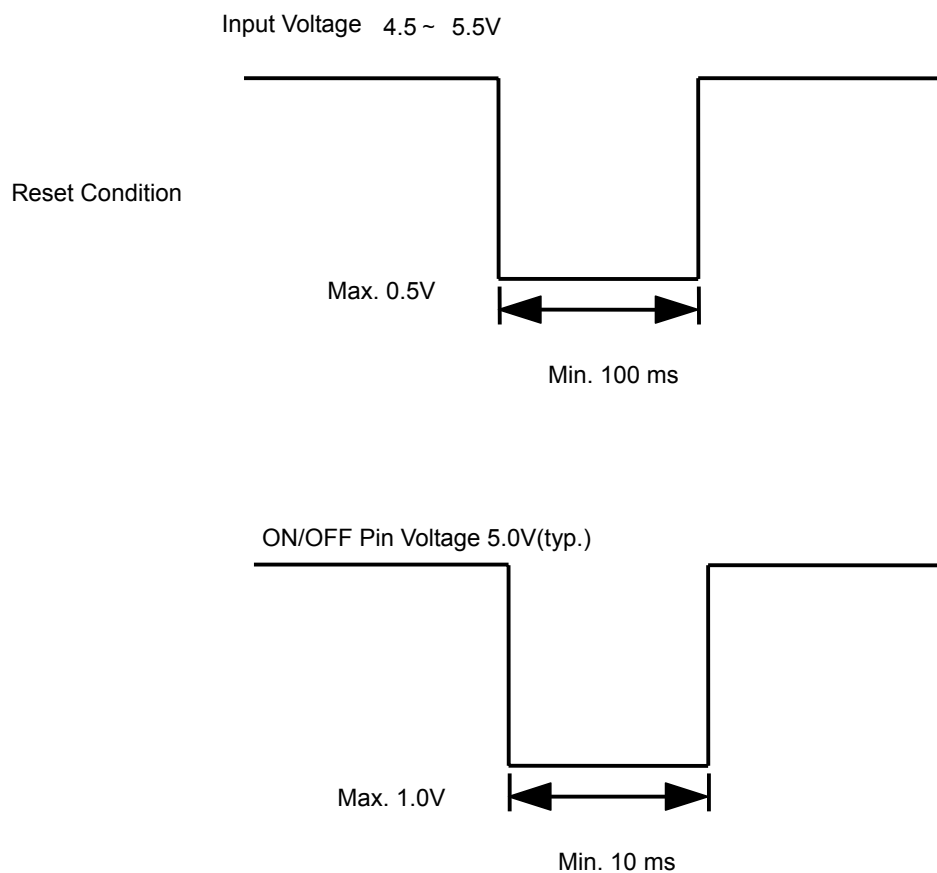 Input Voltage 4.5 ~ 5.5V
Reset Condition
Max. 0.5V
Min. 100 ms
ON/OFF Pin Voltage 5.0V(typ.)
Max. 1.0V
Min. 10 ms